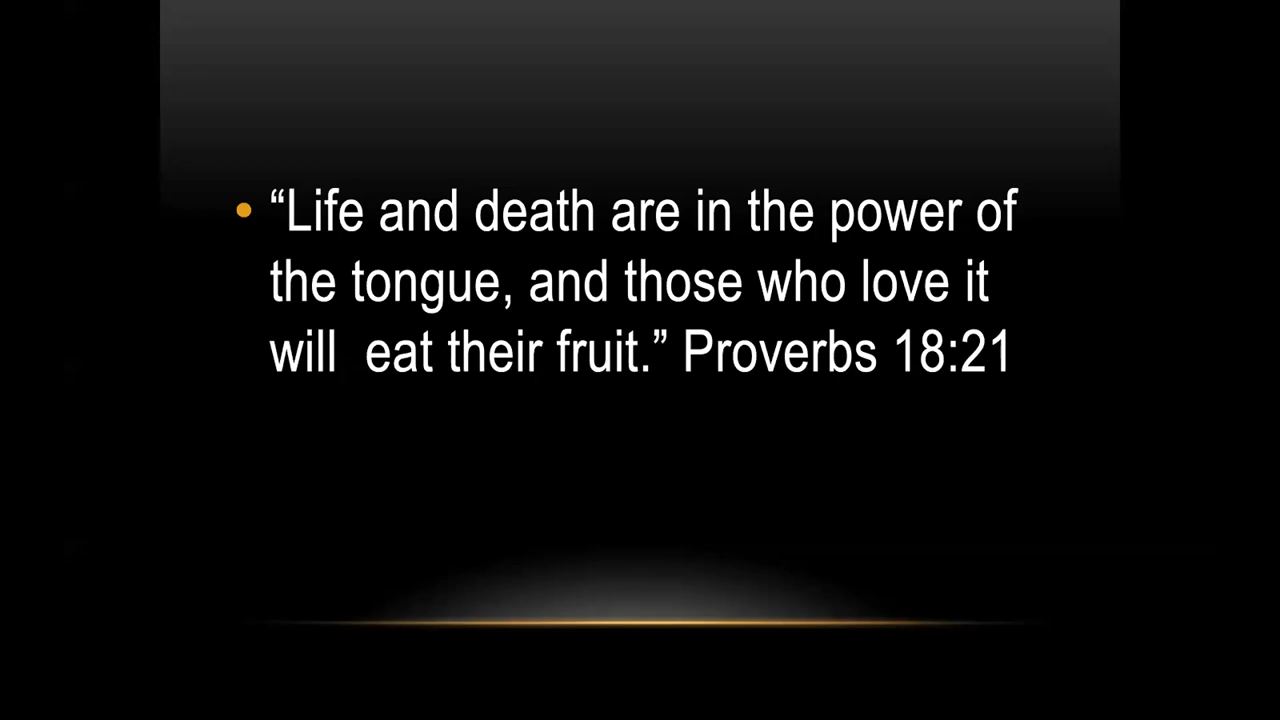 • “Life and death are in the power of
the tongue, and those who love it
will  eat their fruit.” Proverbs 18:21